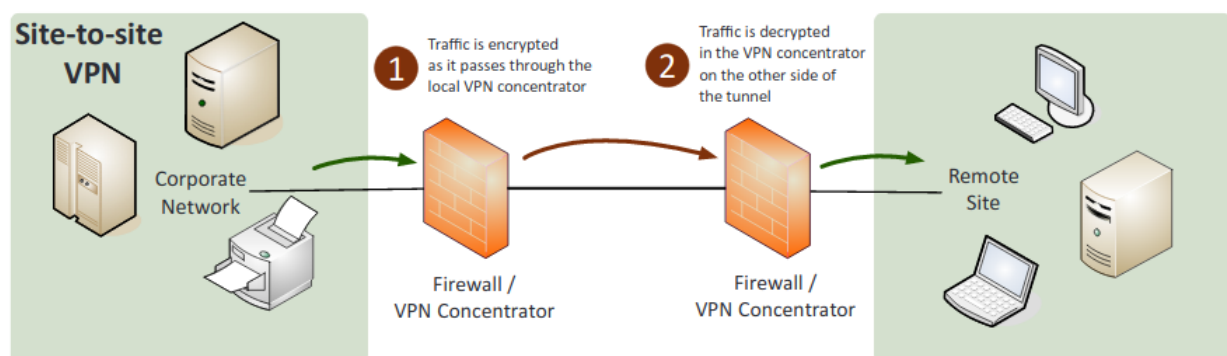 Site-to-site
VPN
1
Traffic is encrypted
as it passes through the
local VPN concentrator
2
Traffic is decrypted
in the VPN concentrator
on the other side of
the tunnel
Corporate
Network
Remote
Site
Firewall /
VPN Concentrator
Firewall /
VPN Concentrator